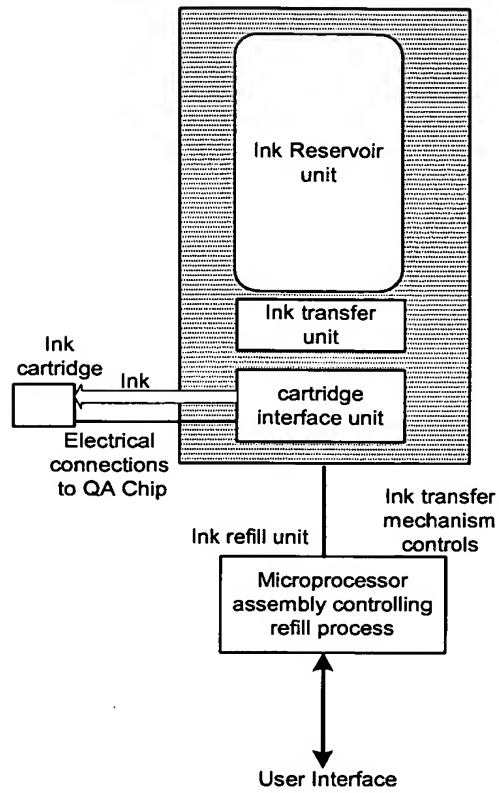 Ink Reservoir
unit
Ink transfer
unit
Ink
cartridge
Ink
cartridge
interface unit
Electrical
connections
to QA Chip
Ink refill unit
Ink transfer
mechanism
controls
Microprocessor
assembly controlling
refill process
User Interface